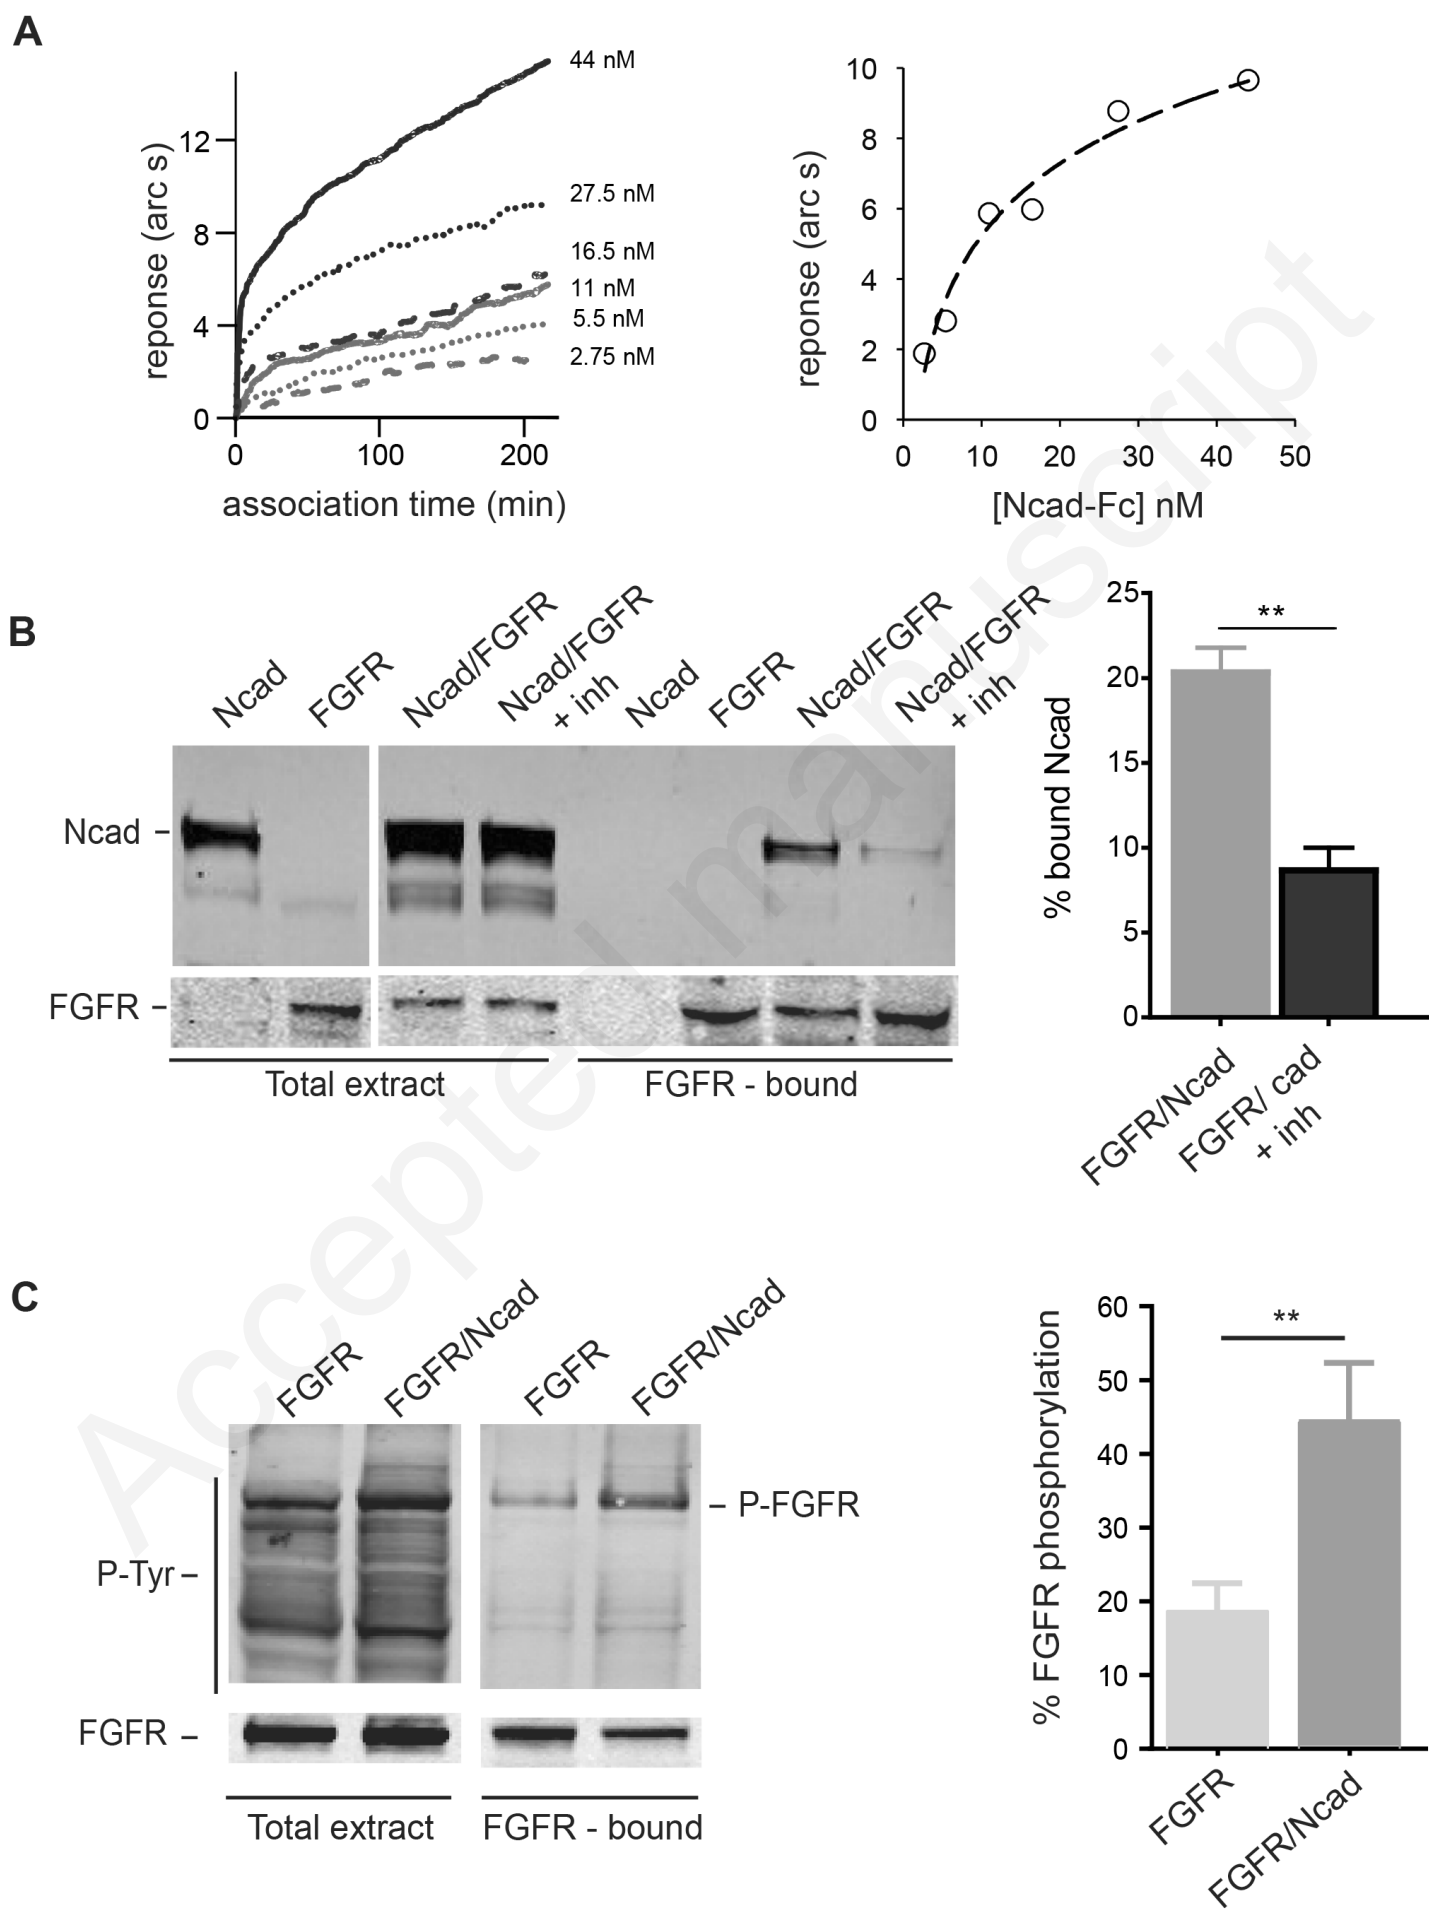 A
44 nM
27.5 nM
16.5 nM
11 nM
5.5 nM
2.75 nM
12
8
4
0
0 100 200
reponse (arc s)
association time (min)
10
8
6
4
2
0
0 10 20 30 40 50
reponse (arc s)
[Ncad-Fc] nM
B
Ncad
FGFR
Ncad/FGFR
Ncad/FGFR
+ inh
Ncad
FGFR
Ncad/FGFR
Ncad/FGFR
+ inh
Ncad
FGFR
Total extract
FGFR - bound
25
20
15
10
5
0
**
% bound Ncad
FGFR/Ncad
FGFR/ cad
+ inh
C
FGFR
FGFR/Ncad
FGFR
FGFR/Ncad
P-FGFR
P-Tyr
FGFR
Total extract
FGFR - bound
60
50
40
30
20
10
0
**
% FGFR phosphorylation
FGFR
FGFR/Ncad
Accepted manuscript